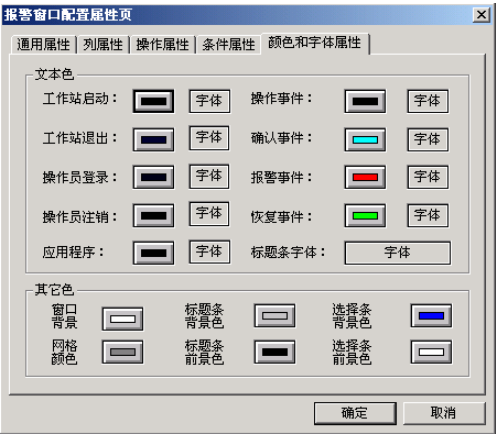 报警窗口配置属性页
通用属性 列属性 操作属性 条件属性 颜色和字体属性
文本色
工作站启动： 字体 操作事件： 字体
工作站退出： 字体 确认事件： 字体
操作员登录： 字体 报警事件： 字体
操作员注销： 字体 恢复事件： 字体
应用程序： 字体 标题条字体： 字体
其它色
窗口 标题条 选择条
背景 背景色 背景色
网格 标题条 选择条
颜色 前景色 前景色
确定 取消